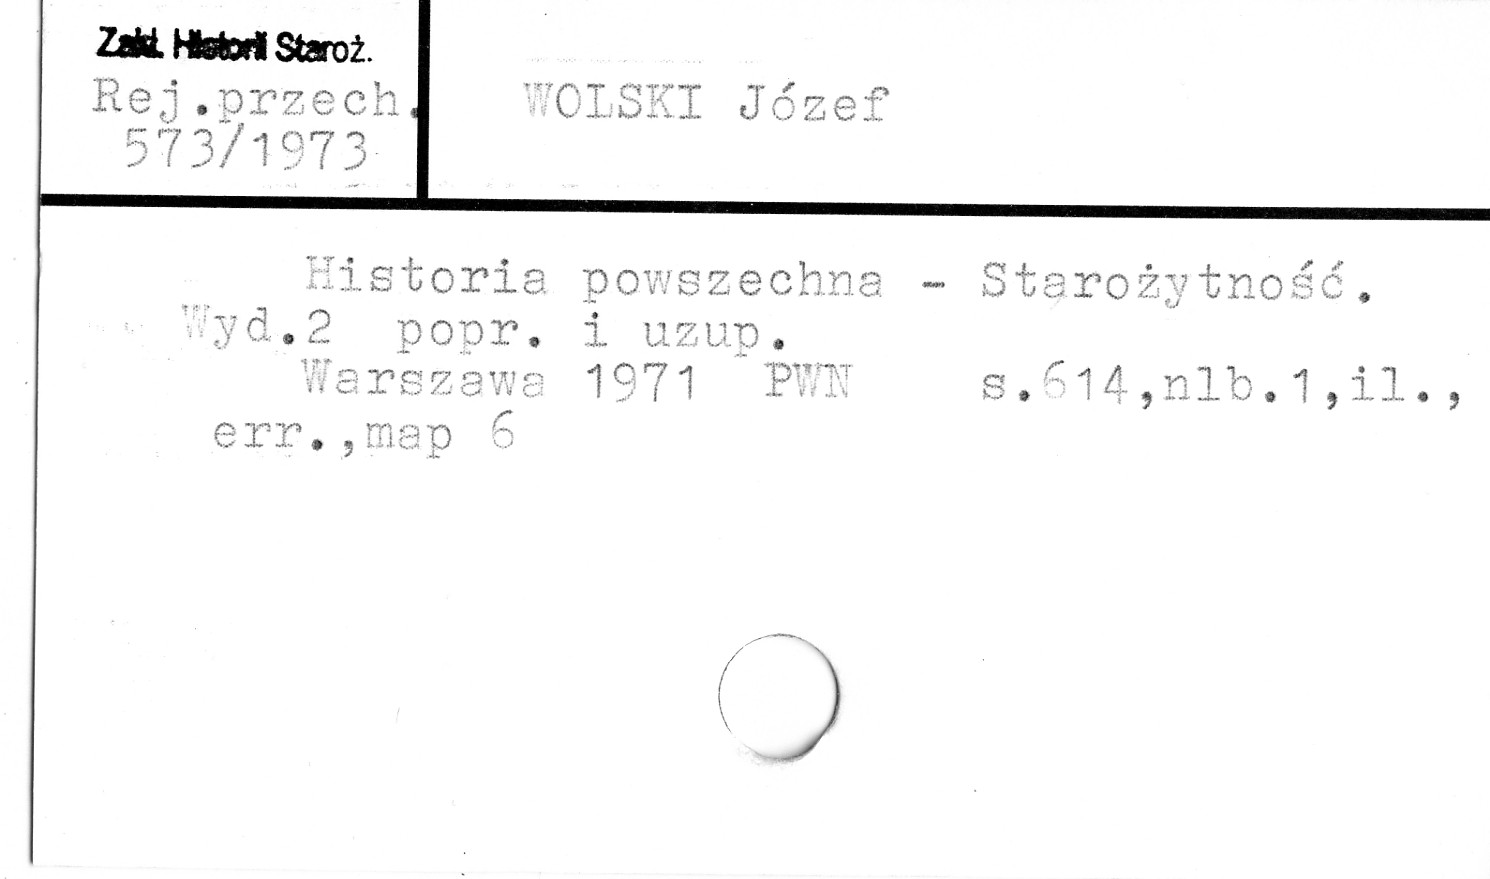 Zakł. Historii Staroż.
Rej.przech.
573/1973
WOLSKI Józef
Historia powszechna - Starożytność.
Wyd.2 popr. i uzup.
Warszawa 1971 PWN s.614,nlb.1,il.,
err.,map 6